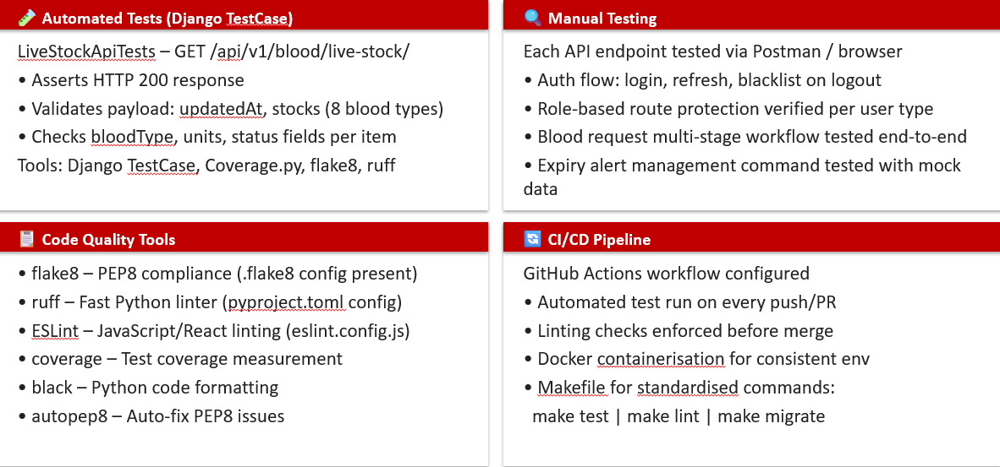 Automated Tests (Django TestCase)
LiveStockApiTests – GET /api/v1/blood/live-stock/
• Asserts HTTP 200 response
• Validates payload: updatedAt, stocks (8 blood types)
• Checks bloodType, units, status fields per item
Tools: Django TestCase, Coverage.py, flake8, ruff
Manual Testing
Each API endpoint tested via Postman / browser
• Auth flow: login, refresh, blacklist on logout
• Role-based route protection verified per user type
• Blood request multi-stage workflow tested end-to-end
• Expiry alert management command tested with mock
data
Code Quality Tools
• flake8 – PEP8 compliance (.flake8 config present)
• ruff – Fast Python linter (pyproject.toml config)
• ESLint – JavaScript/React linting (eslint.config.js)
• coverage – Test coverage measurement
• black – Python code formatting
• autopep8 – Auto-fix PEP8 issues
CI/CD Pipeline
GitHub Actions workflow configured
• Automated test run on every push/PR
• Linting checks enforced before merge
• Docker containerisation for consistent env
• Makefile for standardised commands:
make test | make lint | make migrate